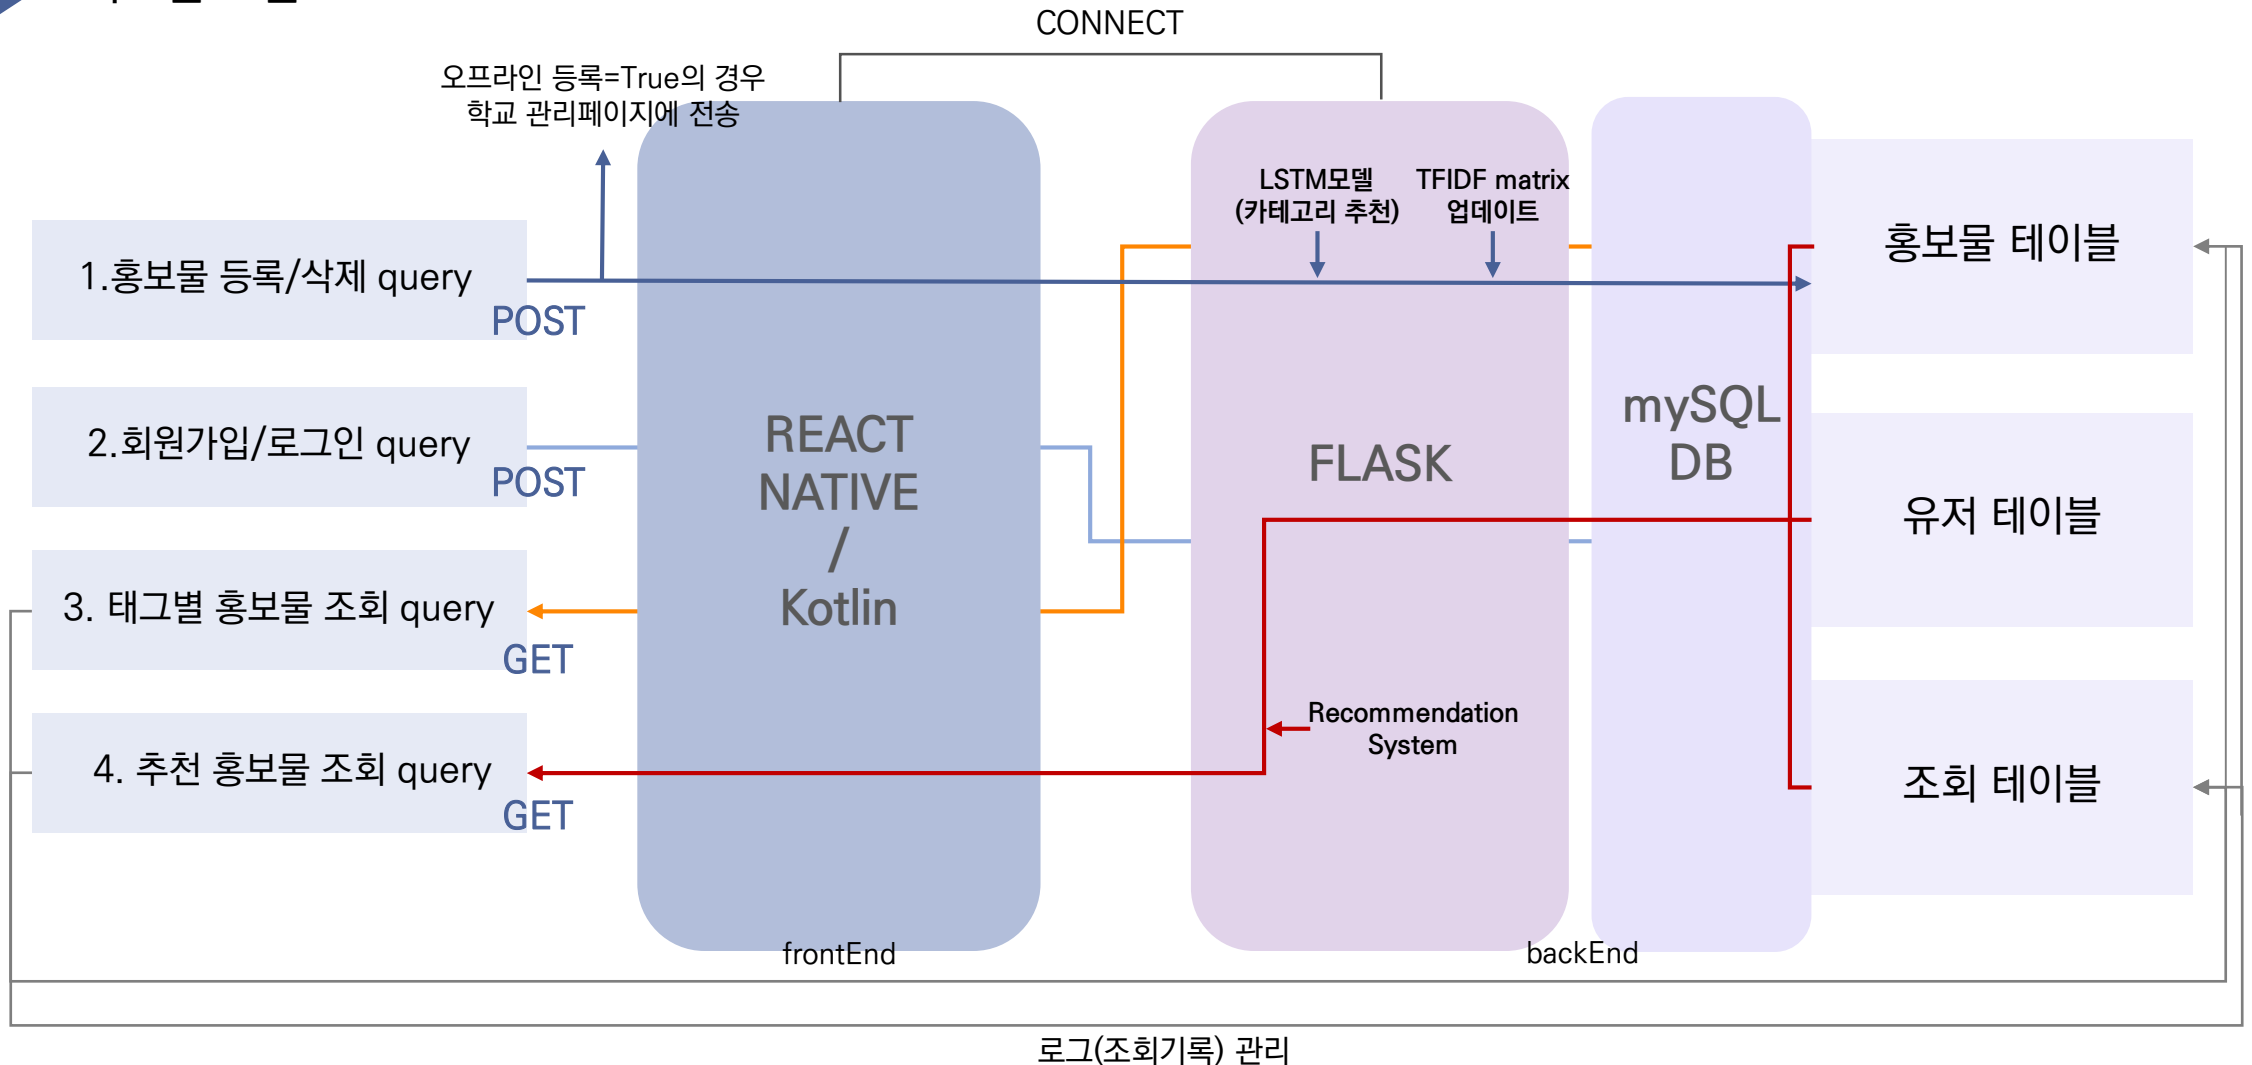 CONNECT
오프라인 등록=True의 경우
학교 관리페이지에 전송
LSTM모델
(카테고리 추천)
TFIDF matrix
업데이트
1.홍보물 등록/삭제 query
POST
2.회원가입/로그인 query
POST
3. 태그별 홍보물 조회 query
GET
4. 추천 홍보물 조회 query
GET
REACT
NATIVE
/
Kotlin
FLASK
mySQL
DB
홍보물 테이블
유저 테이블
조회 테이블
Recommendation
System
frontEnd
backEnd
로그(조회기록) 관리